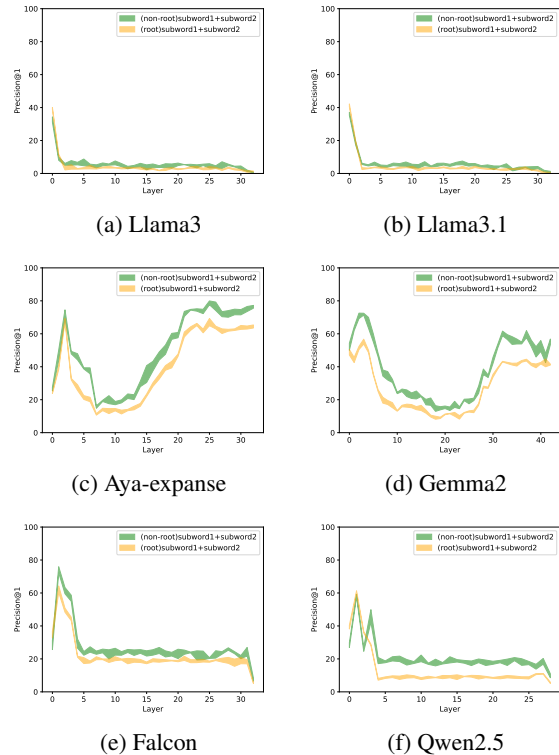 100
80
60
40
20
0
Precision@1
(non-root)subword1+subword2
(root)subword1+subword2
0 5 10 15 20 25 30
Layer
(a) Llama3
100
80
60
40
20
0
Precision@1
(non-root)subword1+subword2
(root)subword1+subword2
0 5 10 15 20 25 30
Layer
(b) Llama3.1
100
80
60
40
20
0
Precision@1
(non-root)subword1+subword2
(root)subword1+subword2
0 5 10 15 20 25 30
Layer
(c) Aya-expanse
100
80
60
40
20
0
Precision@1
(non-root)subword1+subword2
(root)subword1+subword2
0 10 20 30 40
Layer
(d) Gemma2
100
80
60
40
20
0
Precision@1
(non-root)subword1+subword2
(root)subword1+subword2
0 5 10 15 20 25 30
Layer
(e) Falcon
100
80
60
40
20
0
Precision@1
(non-root)subword1+subword2
(root)subword1+subword2
0 5 10 15 20 25
Layer
(f) Qwen2.5